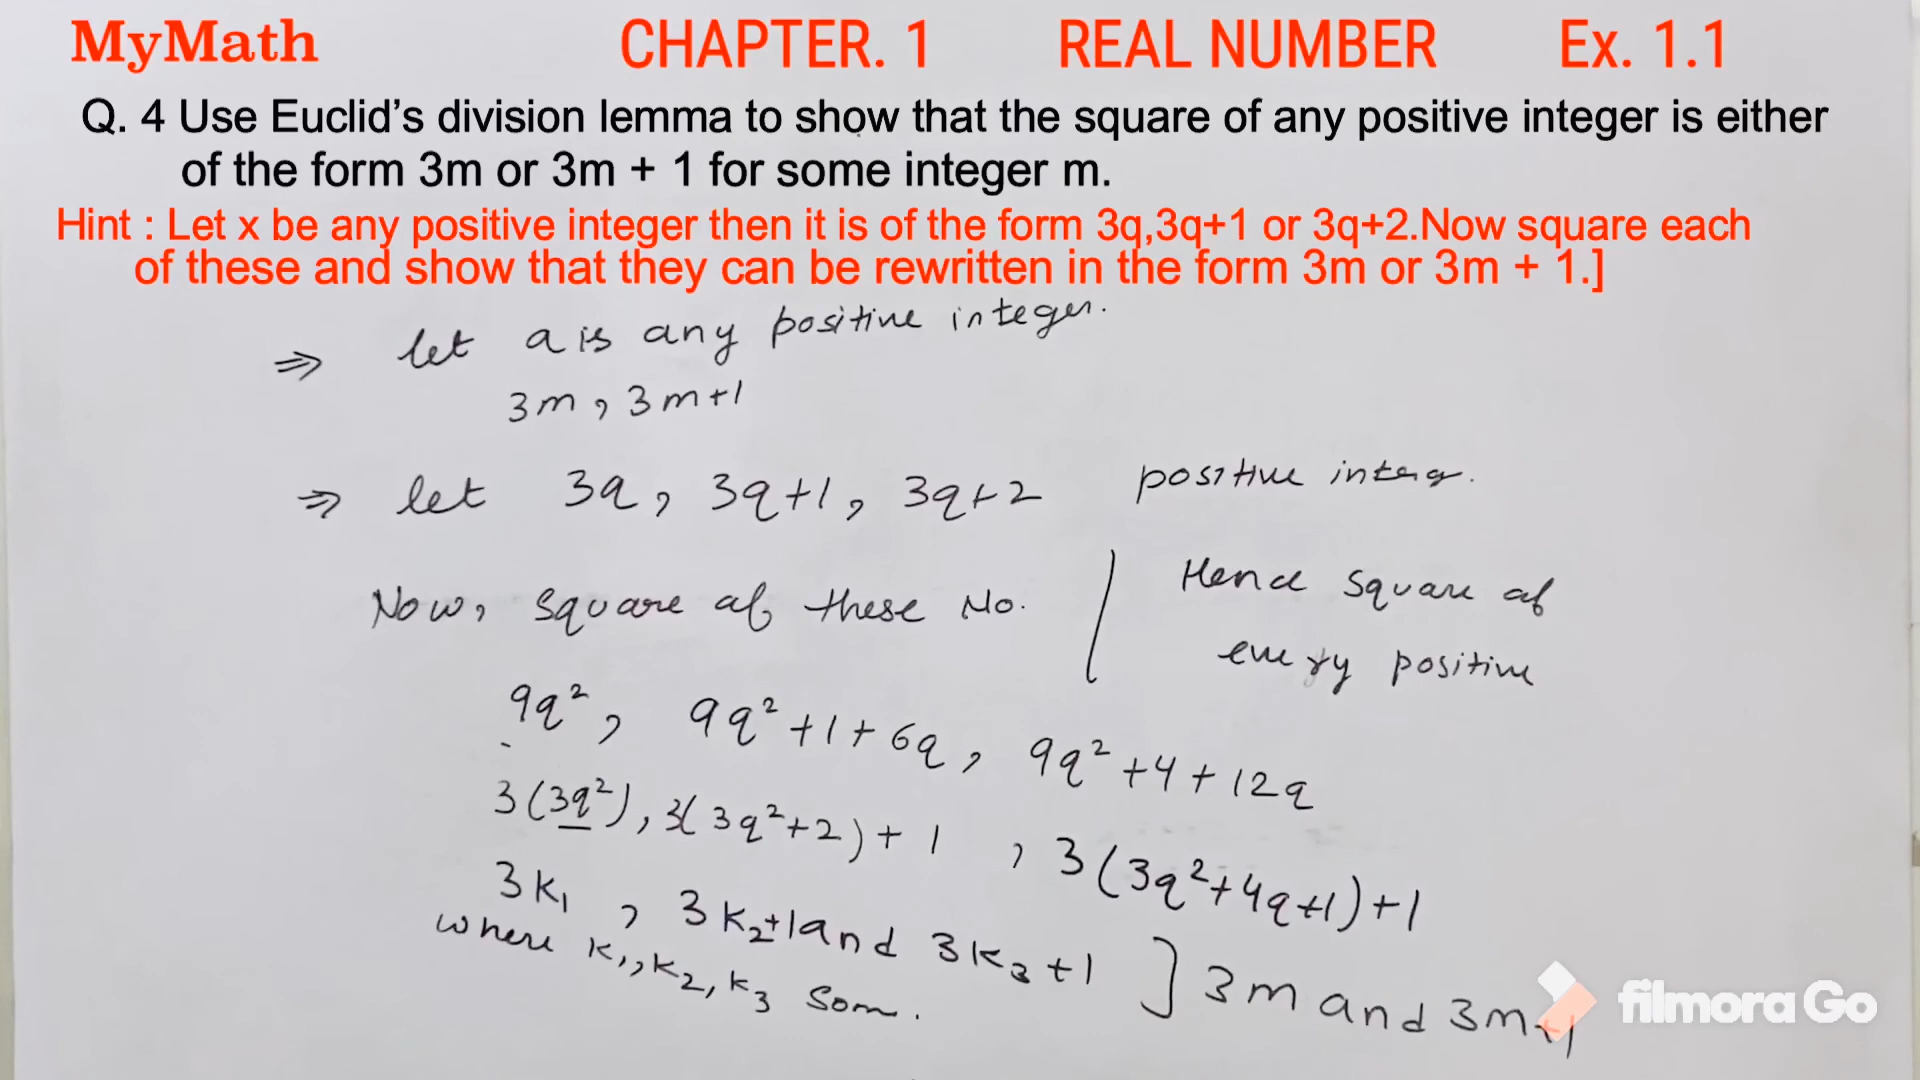 MyMath CHAPTER. 1 REAL NUMBER Ex. 1.1
Q. 4 Use Euclid's division lemma to show that the square of any positive integer is either
of the form 3m or 3m + 1 for some integer m.
Hint : Let x be any positive integer then it is of the form 3q,3q+1 or 3q+2.Now square each
of these and show that they can be rewritten in the form 3m or 3m + 1.]
⇒ let a is any positive integer.
3m, 3m+1
⇒ let 3q, 3q+1, 3q+2 positive
Now, square of these No.
Hence square of
every positive
9q², 9q²+1+6q, 9q²+4+12q
3(3q²), 3(3q²+2)+1, 3(3q²+4q+1)+1
3k₁, 3k₂+1 and 3k₃+1 ] 3m and 3m+1
where k₁, k₂, k₃ som.
filmoraGo